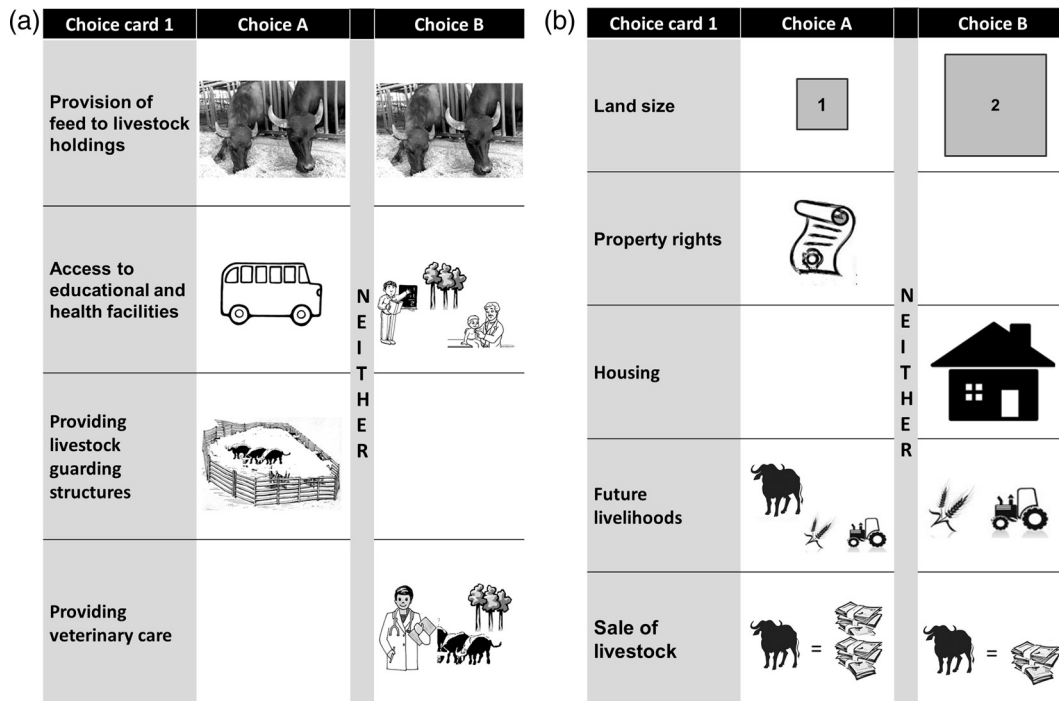 (a)
Choice card 1
Choice A
Choice B
Provision of
feed to livestock
holdings
Access to
educational and
health facilities
Providing
livestock
guarding
structures
Providing
veterinary care
NEITHER
(b)
Choice card 1
Choice A
Choice B
Land size
1
2
Property rights
Housing
Future
livelihoods
Sale of
livestock
=
=
NEITHER